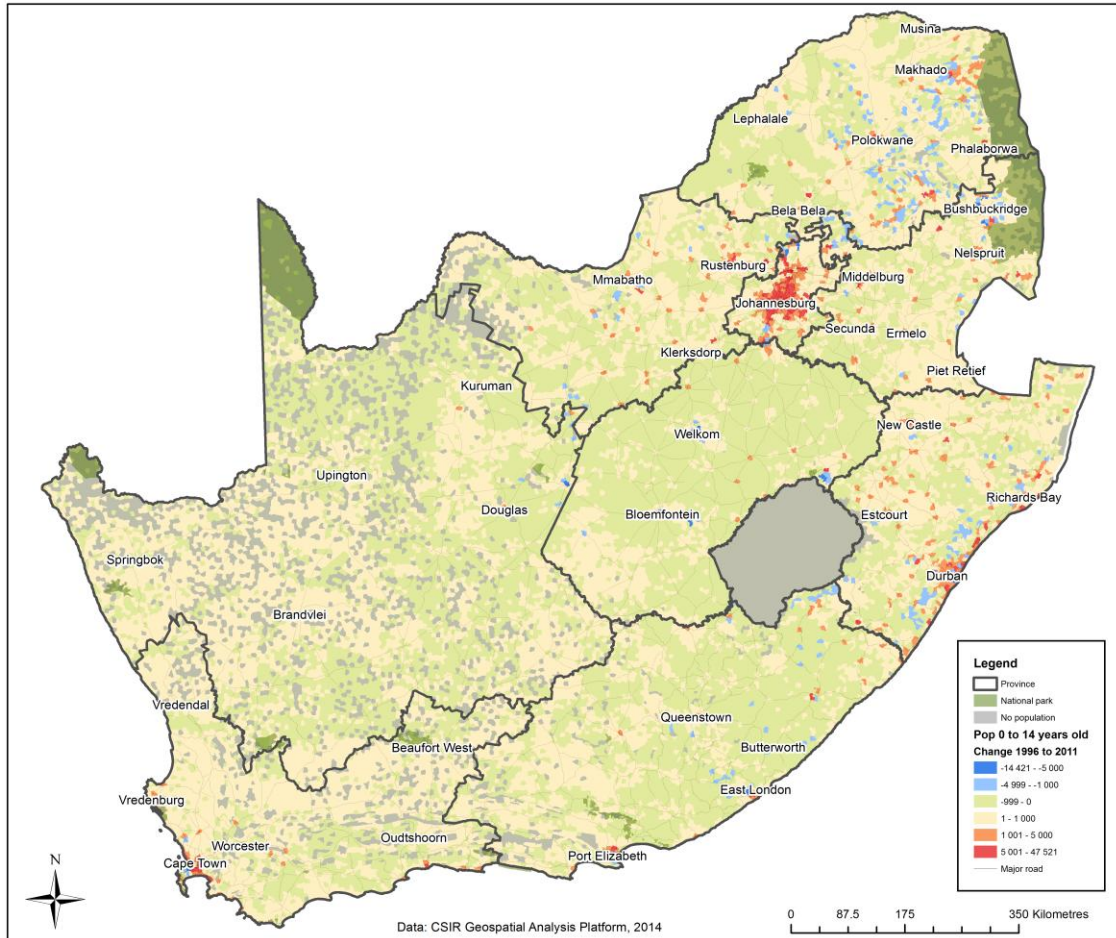 Musina
Makhado
Lephalale
Polokwane
Phalaborwa
Bela Bela
Bushbuckridge
Nelspruit
Rustenburg
Middelburg
Mmabatho
Johannesburg
Secunda
Ermelo
Klerksdorp
Piet Retief
Kuruman
New Castle
Welkom
Upington
Richards Bay
Douglas
Bloemfontein
Estcourt
Springbok
Durban
Brandvlei
Vredendal
Queenstown
Beaufort West
Butterworth
East London
Vredenburg
Oudtshoorn
Worcester
Port Elizabeth
Cape Town
Legend
Province
National park
No population
Pop 0 to 14 years old
Change 1996 to 2011
-14 421 - -5 000
-4 999 - -1 000
-999 - 0
1 - 1 000
1 001 - 5 000
5 001 - 47 521
Major road
N
0 87.5 175 350 Kilometres
Data: CSIR Geospatial Analysis Platform, 2014